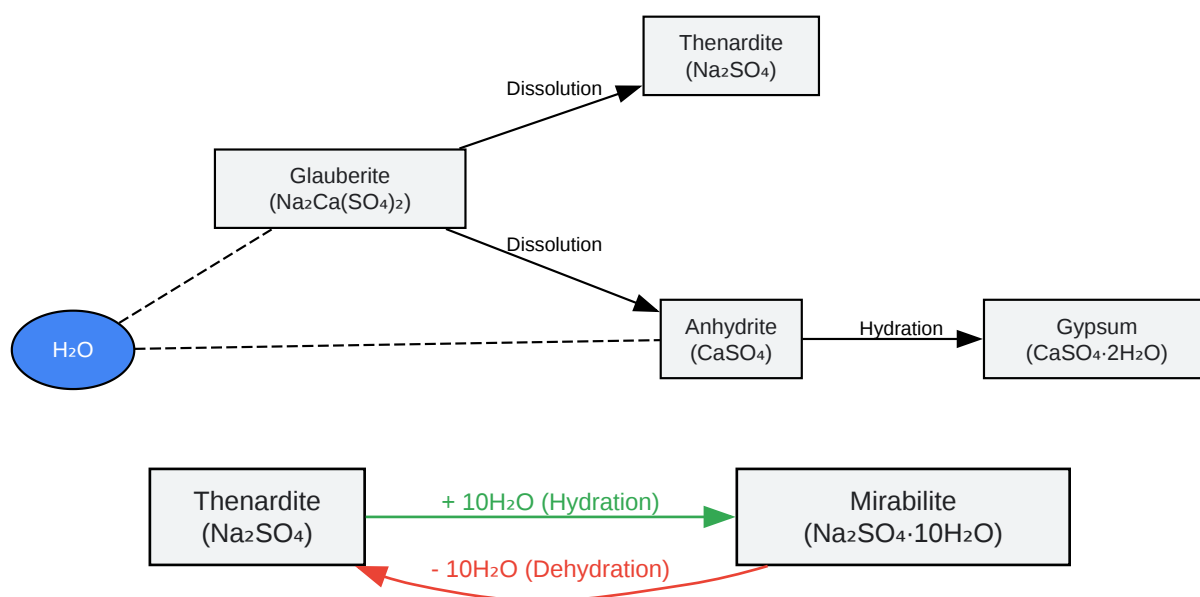 Thenardite
(Na₂SO₄)
Dissolution
Glauberite
(Na₂Ca(SO₄)₂)
Dissolution
H₂O
Anhydrite
(CaSO₄)
Hydration
Gypsum
(CaSO₄·2H₂O)
Thenardite
(Na₂SO₄)
+ 10H₂O (Hydration)
Mirabilite
(Na₂SO₄·10H₂O)
- 10H₂O (Dehydration)